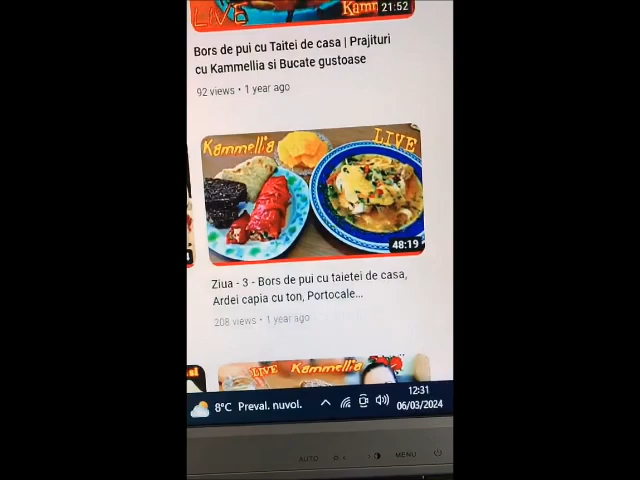 LIVE
21:52
Bors de pui cu Taitei de casa | Prajituri
cu Kammellia si Bucate gustoase
92 views • 1 year ago
Kammellia
LIVE
48:19
Ziua - 3 - Bors de pui cu taietei de casa,
Ardei capia cu ton, Portocale...
208 views • 1 year ago
LIVE
Kammellia
8°C Preval. nuvol.
12:31
06/03/2024
AUTO
MENU